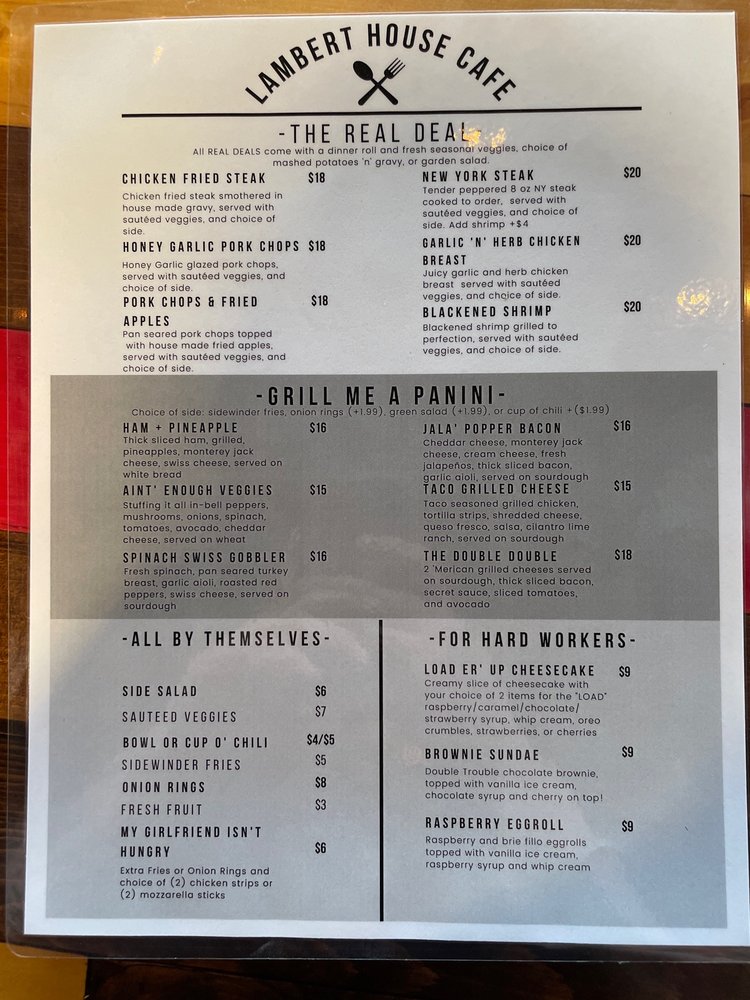 LAMBERT HOUSE CAFE
-THE REAL DEAL-
All REAL DEALS come with a dinner roll and fresh seasonal veggies, choice of
mashed potatoes 'n' gravy, or garden salad.
CHICKEN FRIED STEAK $18
Chicken fried steak smothered in
house made gravy, served with
sautéed veggies, and choice of
side.
HONEY GARLIC PORK CHOPS $18
Honey Garlic glazed pork chops,
served with sautéed veggies, and
choice of side.
PORK CHOPS & FRIED $18
APPLES
Pan seared pork chops topped
with house made fried apples,
served with sautéed veggies, and
choice of side.
NEW YORK STEAK $20
Tender peppered 8 oz NY steak
cooked to order, served with
sautéed veggies, and choice of
side. Add shrimp +$4
GARLIC 'N' HERB CHICKEN $20
BREAST
Juicy garlic and herb chicken
breast served with sautéed
veggies, and choice of side.
BLACKENED SHRIMP $20
Blackened shrimp grilled to
perfection, served with sautéed
veggies, and choice of side.
-GRILL ME A PANINI-
Choice of side: sidewinder fries, onion rings (+1.99), green salad (+1.99), or cup of chili +($1.99)
HAM + PINEAPPLE $16
Thick sliced ham, grilled,
pineapples, monterey jack
cheese, swiss cheese, served on
white bread
AINT' ENOUGH VEGGIES $15
Stuffing it all in-bell peppers,
mushrooms, onions, spinach,
tomatoes, avocado, cheddar
cheese, served on wheat
SPINACH SWISS GOBBLER $16
Fresh spinach, pan seared turkey
breast, garlic aioli, roasted red
peppers, swiss cheese, served on
sourdough
JALA' POPPER BACON $16
Cheddar cheese, monterey jack
cheese, cream cheese, fresh
jalapeños, thick sliced bacon,
garlic aioli, served on sourdough
TACO GRILLED CHEESE $15
Taco seasoned grilled chicken,
tortilla strips, shredded cheese,
queso fresco, salsa, cilantro lime
ranch, served on sourdough
THE DOUBLE DOUBLE $18
2 'Merican grilled cheeses served
on sourdough, thick sliced bacon,
secret sauce, sliced tomatoes,
and avocado
-ALL BY THEMSELVES-
SIDE SALAD $6
SAUTEED VEGGIES $7
BOWL OR CUP O' CHILI $4/$5
SIDEWINDER FRIES $5
ONION RINGS $8
FRESH FRUIT $3
MY GIRLFRIEND ISN'T
HUNGRY $6
Extra Fries or Onion Rings and
choice of (2) chicken strips or
(2) mozzarella sticks
-FOR HARD WORKERS-
LOAD ER' UP CHEESECAKE $9
Creamy slice of cheesecake with
your choice of 2 items for the "LOAD"
raspberry/caramel/chocolate/
strawberry syrup, whip cream, oreo
crumbles, strawberries, or cherries
BROWNIE SUNDAE $9
Double Trouble chocolate brownie,
topped with vanilla ice cream,
chocolate syrup and cherry on top!
RASPBERRY EGGROLL $9
Raspberry and brie fillo eggrolls
topped with vanilla ice cream,
raspberry syrup and whip cream